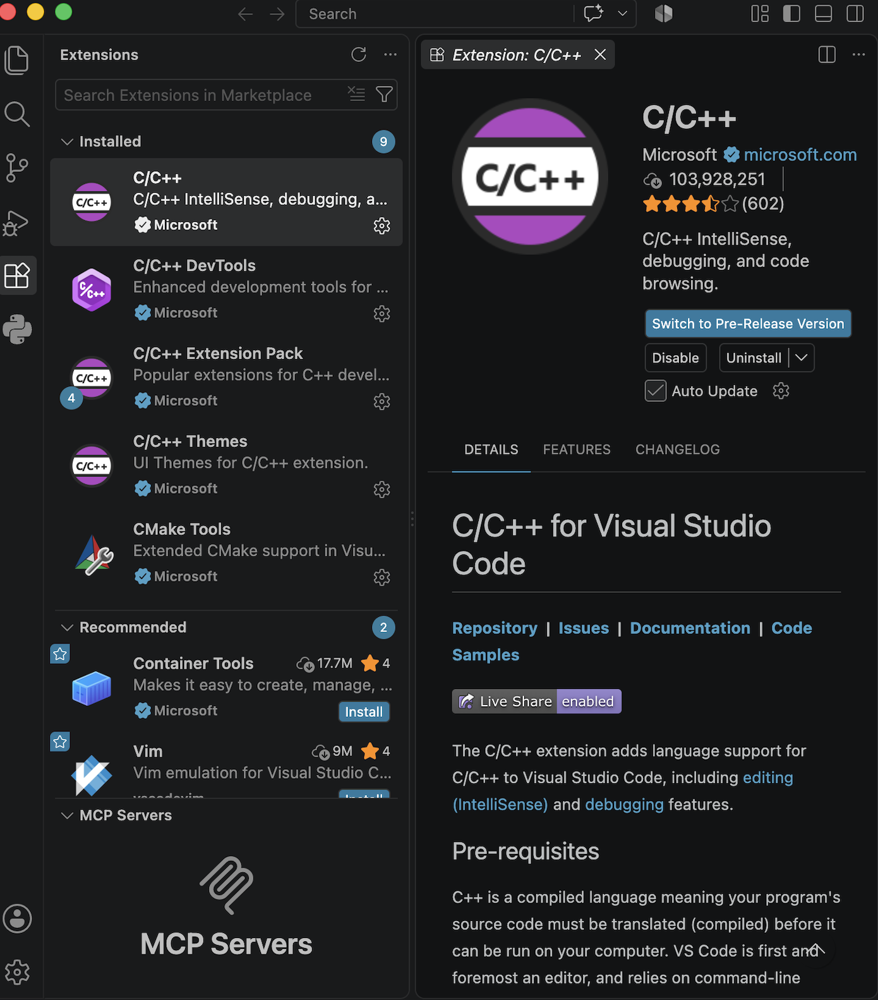 Search
Extensions
Search Extensions in Marketplace
Installed
9
C/C++
C/C++
C/C++ IntelliSense, debugging, a...
Microsoft
C/C++
C/C++ DevTools
Enhanced development tools for ...
Microsoft
C/C++
4
C/C++ Extension Pack
Popular extensions for C++ devel...
Microsoft
C/C++
C/C++ Themes
UI Themes for C/C++ extension.
Microsoft
CMake Tools
Extended CMake support in Visu...
Microsoft
Recommended
2
Container Tools 17.7M 4
Makes it easy to create, manage, ...
Microsoft
Install
Vim 9M 4
Vim emulation for Visual Studio C...
vscodevim
Install
MCP Servers
MCP Servers
Extension: C/C++
C/C++
C/C++
Microsoft microsoft.com
103,928,251
(602)
C/C++ IntelliSense,
debugging, and code
browsing.
Switch to Pre-Release Version
Disable Uninstall
Auto Update
DETAILS FEATURES CHANGELOG
C/C++ for Visual Studio
Code
Repository | Issues | Documentation | Code
Samples
Live Share enabled
The C/C++ extension adds language support for
C/C++ to Visual Studio Code, including editing
(IntelliSense) and debugging features.
Pre-requisites
C++ is a compiled language meaning your program's
source code must be translated (compiled) before it
can be run on your computer. VS Code is first and
foremost an editor, and relies on command-line